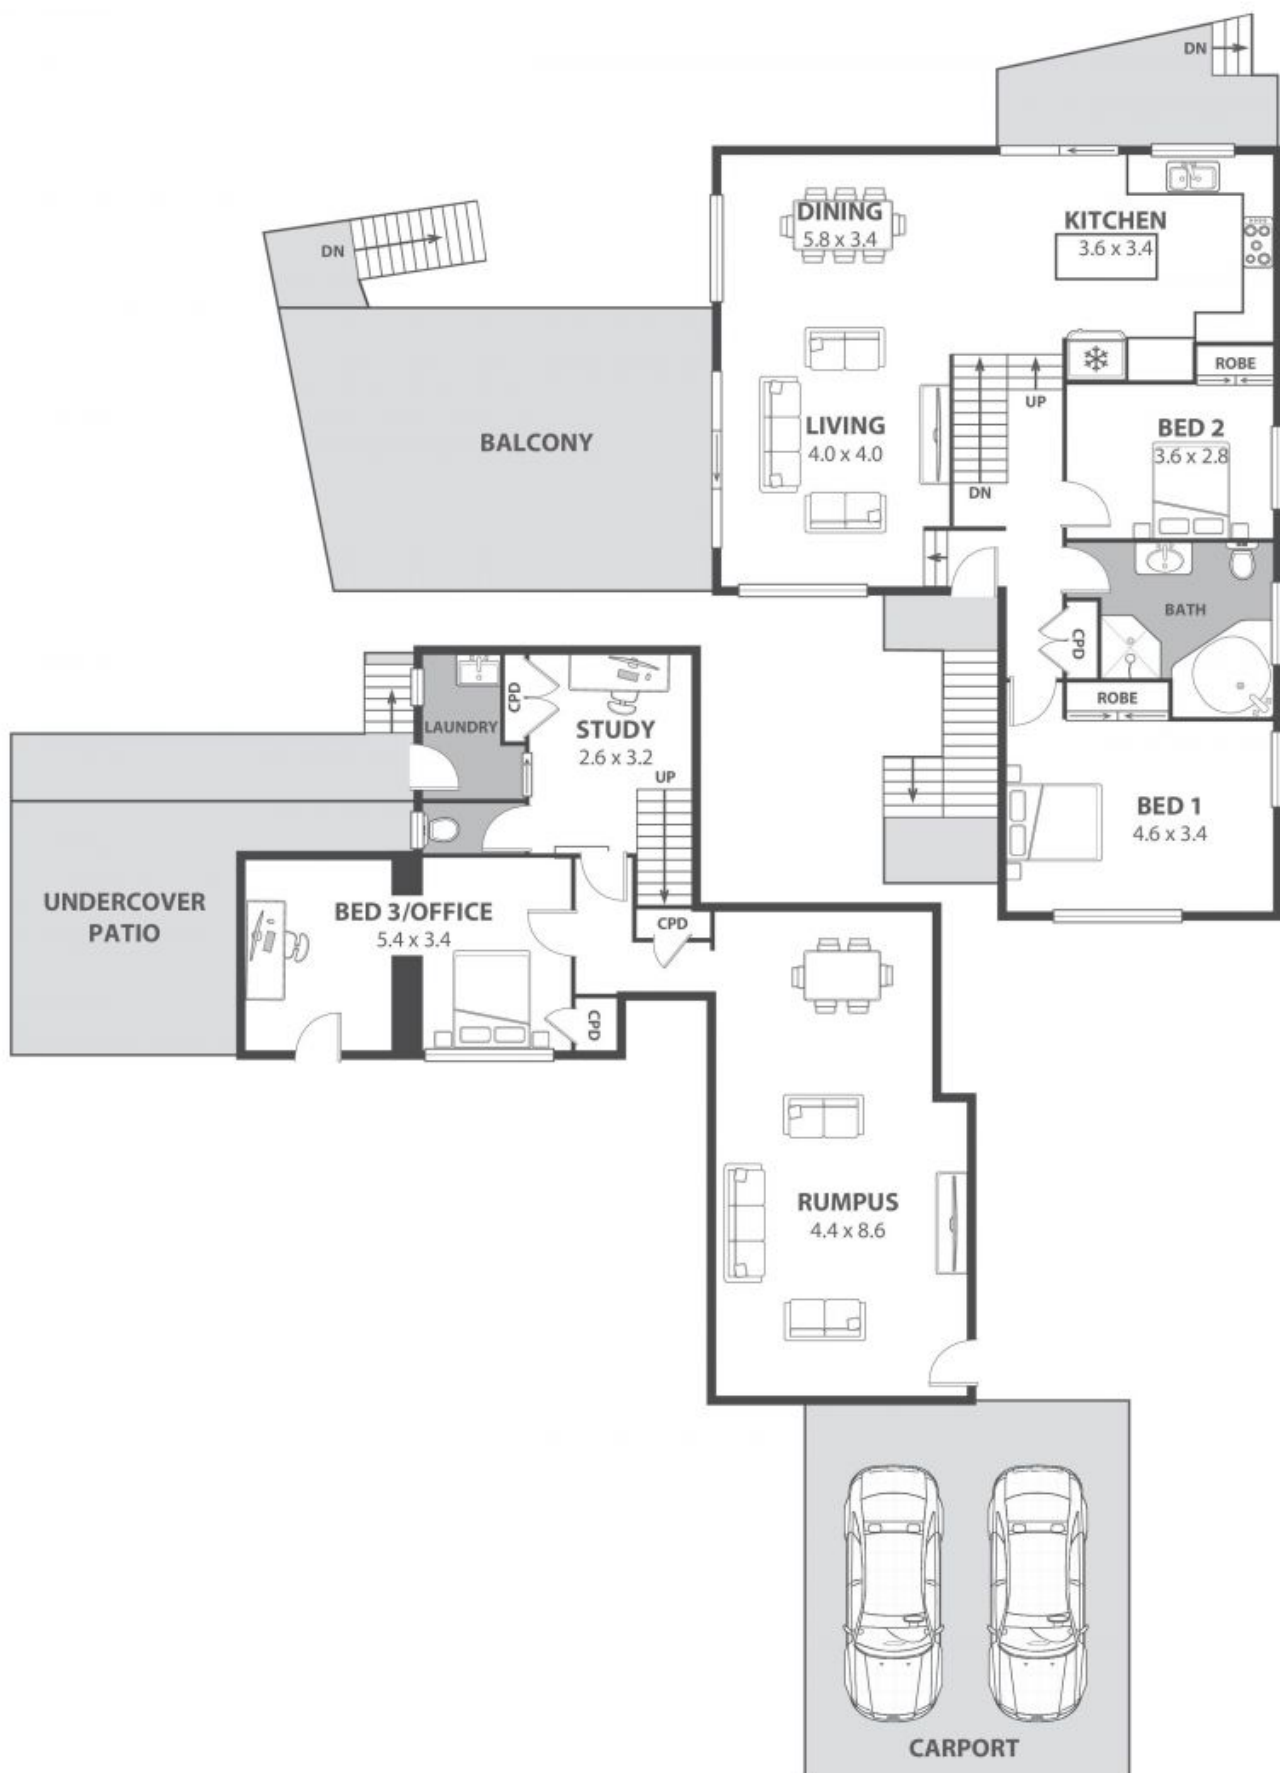 DN
DN
DINING
5.8 x 3.4
KITCHEN
3.6 x 3.4
ROBE
UP
BALCONY
LIVING
4.0 x 4.0
BED 2
3.6 x 2.8
DN
BATH
CPD
ROBE
CPD
LAUNDRY
STUDY
2.6 x 3.2
UP
BED 1
4.6 x 3.4
UNDERCOVER
PATIO
BED 3/OFFICE
5.4 x 3.4
CPD
CPD
RUMPUS
4.4 x 8.6
CARPORT